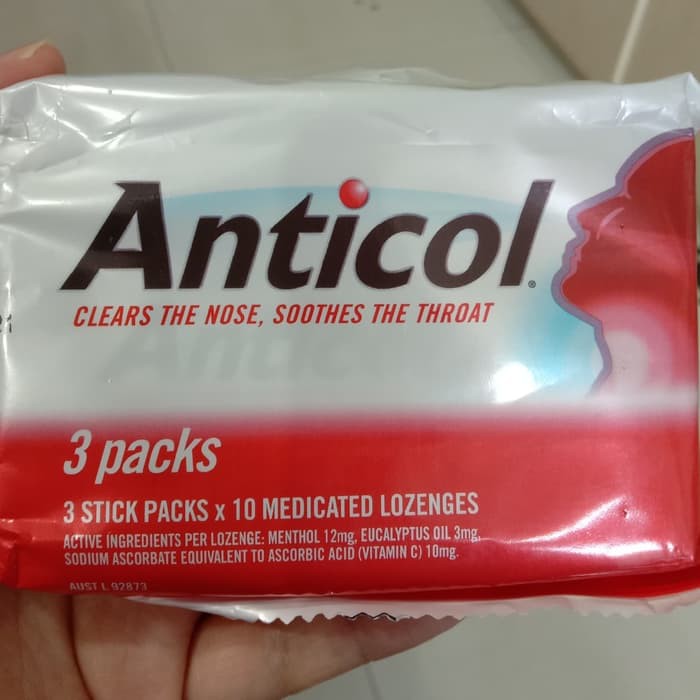 Anticol®
CLEARS THE NOSE, SOOTHES THE THROAT
3 packs
3 STICK PACKS x 10 MEDICATED LOZENGES
ACTIVE INGREDIENTS PER LOZENGE: MENTHOL 12mg, EUCALYPTUS OIL 3mg,
SODIUM ASCORBATE EQUIVALENT TO ASCORBIC ACID (VITAMIN C) 10mg.
AUST L 92873